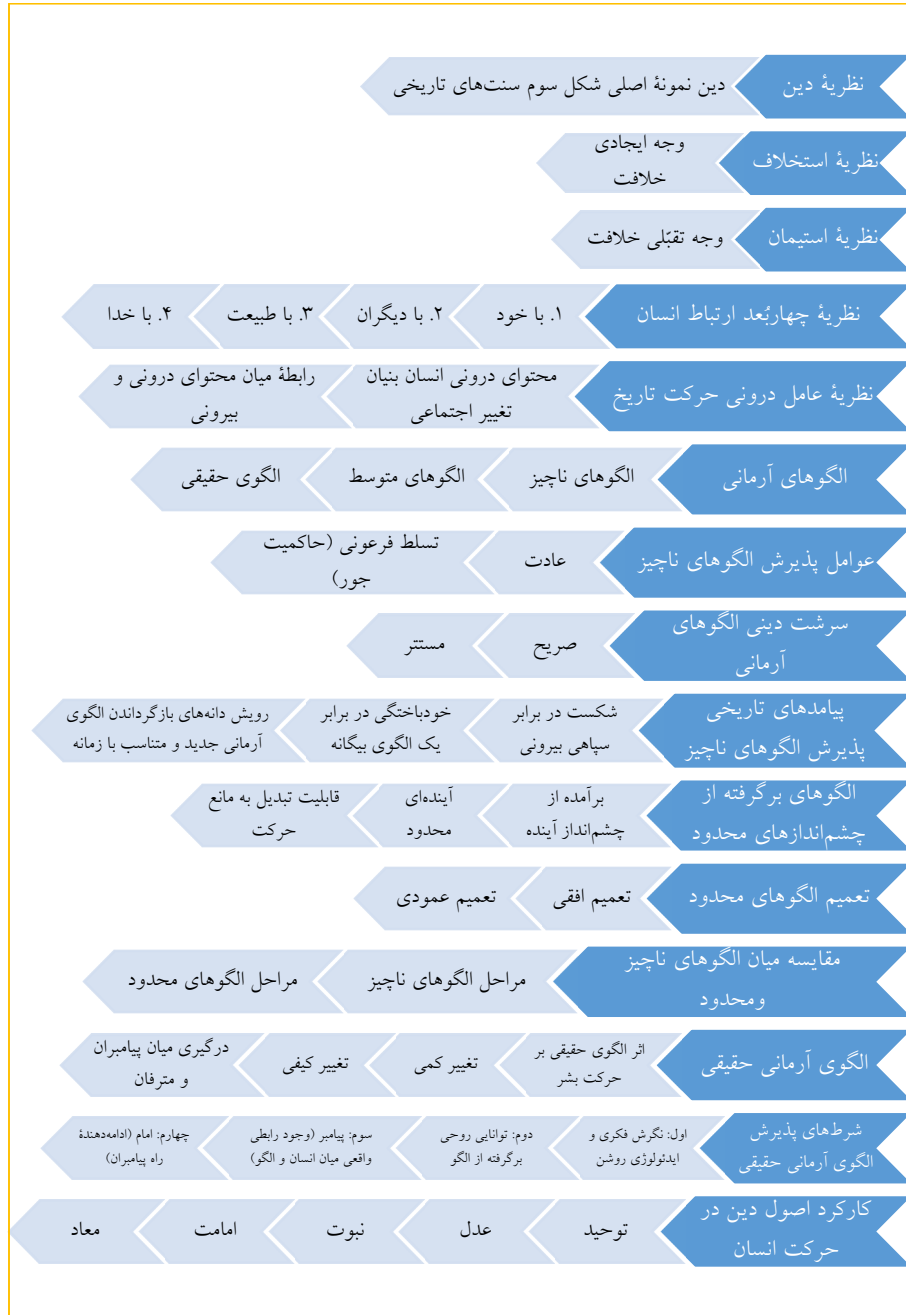 نظریهٔ دین
دین نمونهٔ اصلی شکل سوم سنت‌های تاریخی
نظریهٔ استخلاف
وجه ایجادی
خلافت
نظریهٔ استیمان
وجه تقبّلی خلافت
نظریهٔ چهاربُعد ارتباط انسان
۱. با خود
۲. با دیگران
۳. با طبیعت
۴. با خدا
نظریهٔ عامل درونی حرکت تاریخ
محتوای درونی انسان بنیان
تغییر اجتماعی
رابطهٔ میان محتوای درونی و
بیرونی
الگوهای آرمانی
الگوهای ناچیز
الگوهای متوسط
الگوی حقیقی
عوامل پذیرش الگوهای ناچیز
عادت
تسلط فرعونی (حاکمیت
جور)
سرشت دینی الگوهای
آرمانی
صریح
مستتر
پیامدهای تاریخی
پذیرش الگوهای ناچیز
شکست در برابر
سپاهی بیرونی
خودباختگی در برابر
یک الگوی بیگانه
رویش دانه‌های بازگرداندن الگوی
آرمانی جدید و متناسب با زمانه
الگوهای برگرفته از
چشم‌اندازهای محدود
برآمده از
چشم‌انداز آینده
آینده‌ای
محدود
قابلیت تبدیل به مانع
حرکت
تعمیم الگوهای محدود
تعمیم افقی
تعمیم عمودی
مقایسه میان الگوهای ناچیز
ومحدود
مراحل الگوهای ناچیز
مراحل الگوهای محدود
الگوی آرمانی حقیقی
اثر الگوی حقیقی بر
حرکت بشر
تغییر کمی
تغییر کیفی
درگیری میان پیامبران
و مترفان
شرط‌های پذیرش
الگوی آرمانی حقیقی
اول: نگرش فکری و
ایدئولوژی روشن
دوم: توانایی روحی
برگرفته از الگو
سوم: پیامبر (وجود رابطی
واقعی میان انسان و الگو)
چهارم: امام (ادامه‌دهندهٔ
راه پیامبران)
کارکرد اصول دین در
حرکت انسان
توحید
عدل
نبوت
امامت
معاد